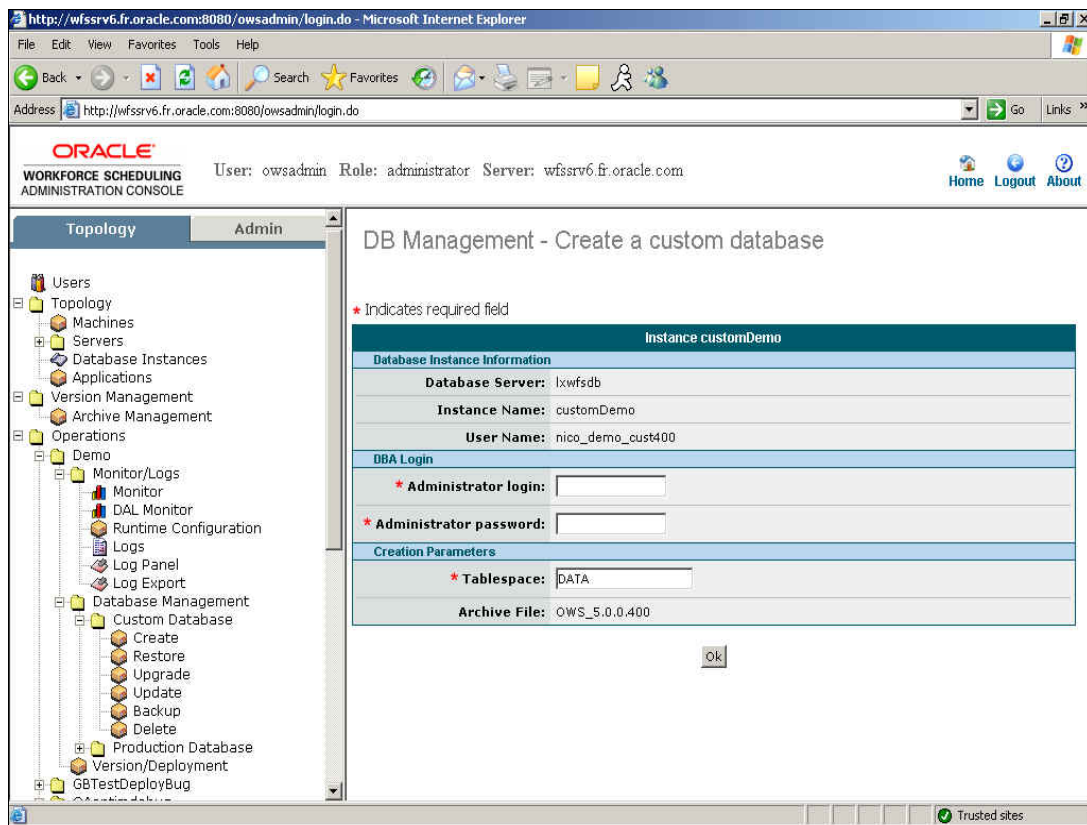 http://wfssrv6.fr.oracle.com:8080/owsadmin/login.do - Microsoft Internet Explorer
File Edit View Favorites Tools Help
Back Search Favorites
Address http://wfssrv6.fr.oracle.com:8080/owsadmin/login.do Go Links »
ORACLE
WORKFORCE SCHEDULING
ADMINISTRATION CONSOLE
User: owsadmin Role: administrator Server: wfssrv6.fr.oracle.com
Home Logout About
Topology Admin
Users
Topology
Machines
Servers
Database Instances
Applications
Version Management
Archive Management
Operations
Demo
Monitor/Logs
Monitor
DAL Monitor
Runtime Configuration
Logs
Log Panel
Log Export
Database Management
Custom Database
Create
Restore
Upgrade
Update
Backup
Delete
Production Database
Version/Deployment
GBTestDeployBug
DB Management - Create a custom database
* Indicates required field
Instance customDemo
Database Instance Information
Database Server: lxwfsdb
Instance Name: customDemo
User Name: nico_demo_cust400
DBA Login
* Administrator login:
* Administrator password:
Creation Parameters
* Tablespace: DATA
Archive File: OWS_5.0.0.400
Ok
Trusted sites